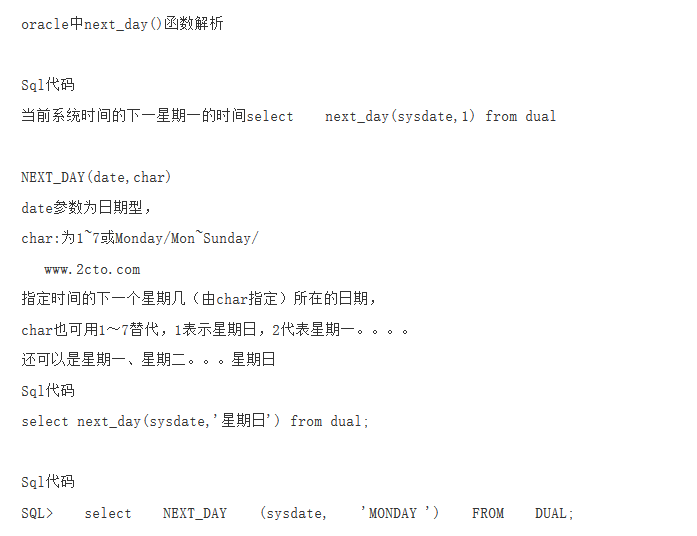 oracle中next_day()函数解析
Sql代码
当前系统时间的下一星期一的时间select    next_day(sysdate,1) from dual
NEXT_DAY(date,char)
date参数为日期型，
char:为1~7或Monday/Mon~Sunday/
www.2cto.com
指定时间的下一个星期几（由char指定）所在的日期，
char也可用1～7替代，1表示星期日，2代表星期一。。。。
还可以是星期一、星期二。。。星期日
Sql代码
select next_day(sysdate,'星期日') from dual;
Sql代码
SQL>    select    NEXT_DAY    (sysdate,    'MONDAY ')    FROM    DUAL;